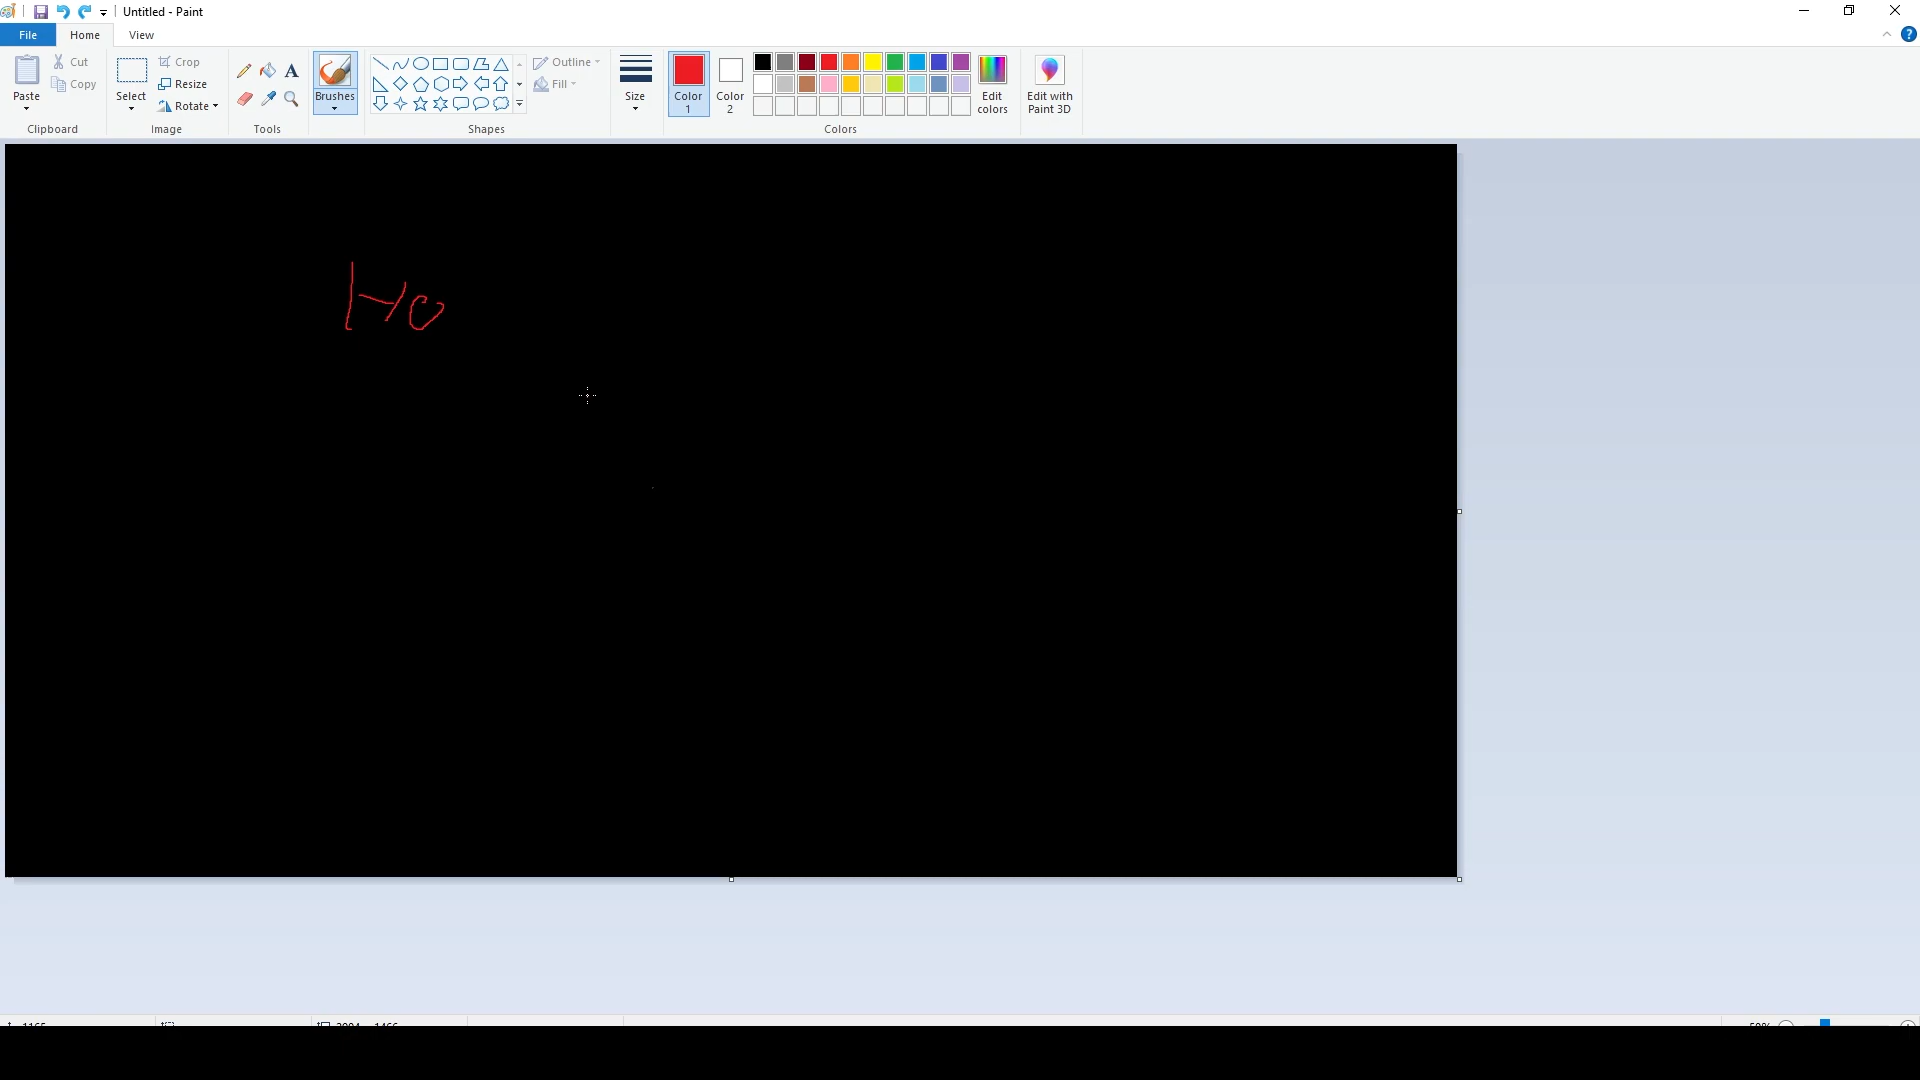 Untitled - Paint
File Home View
Paste Cut Copy Select Crop Resize Rotate Brushes Outline Fill Size Color 1 Color 2 Edit colors Edit with Paint 3D
Clipboard Image Tools Shapes Colors
Ho